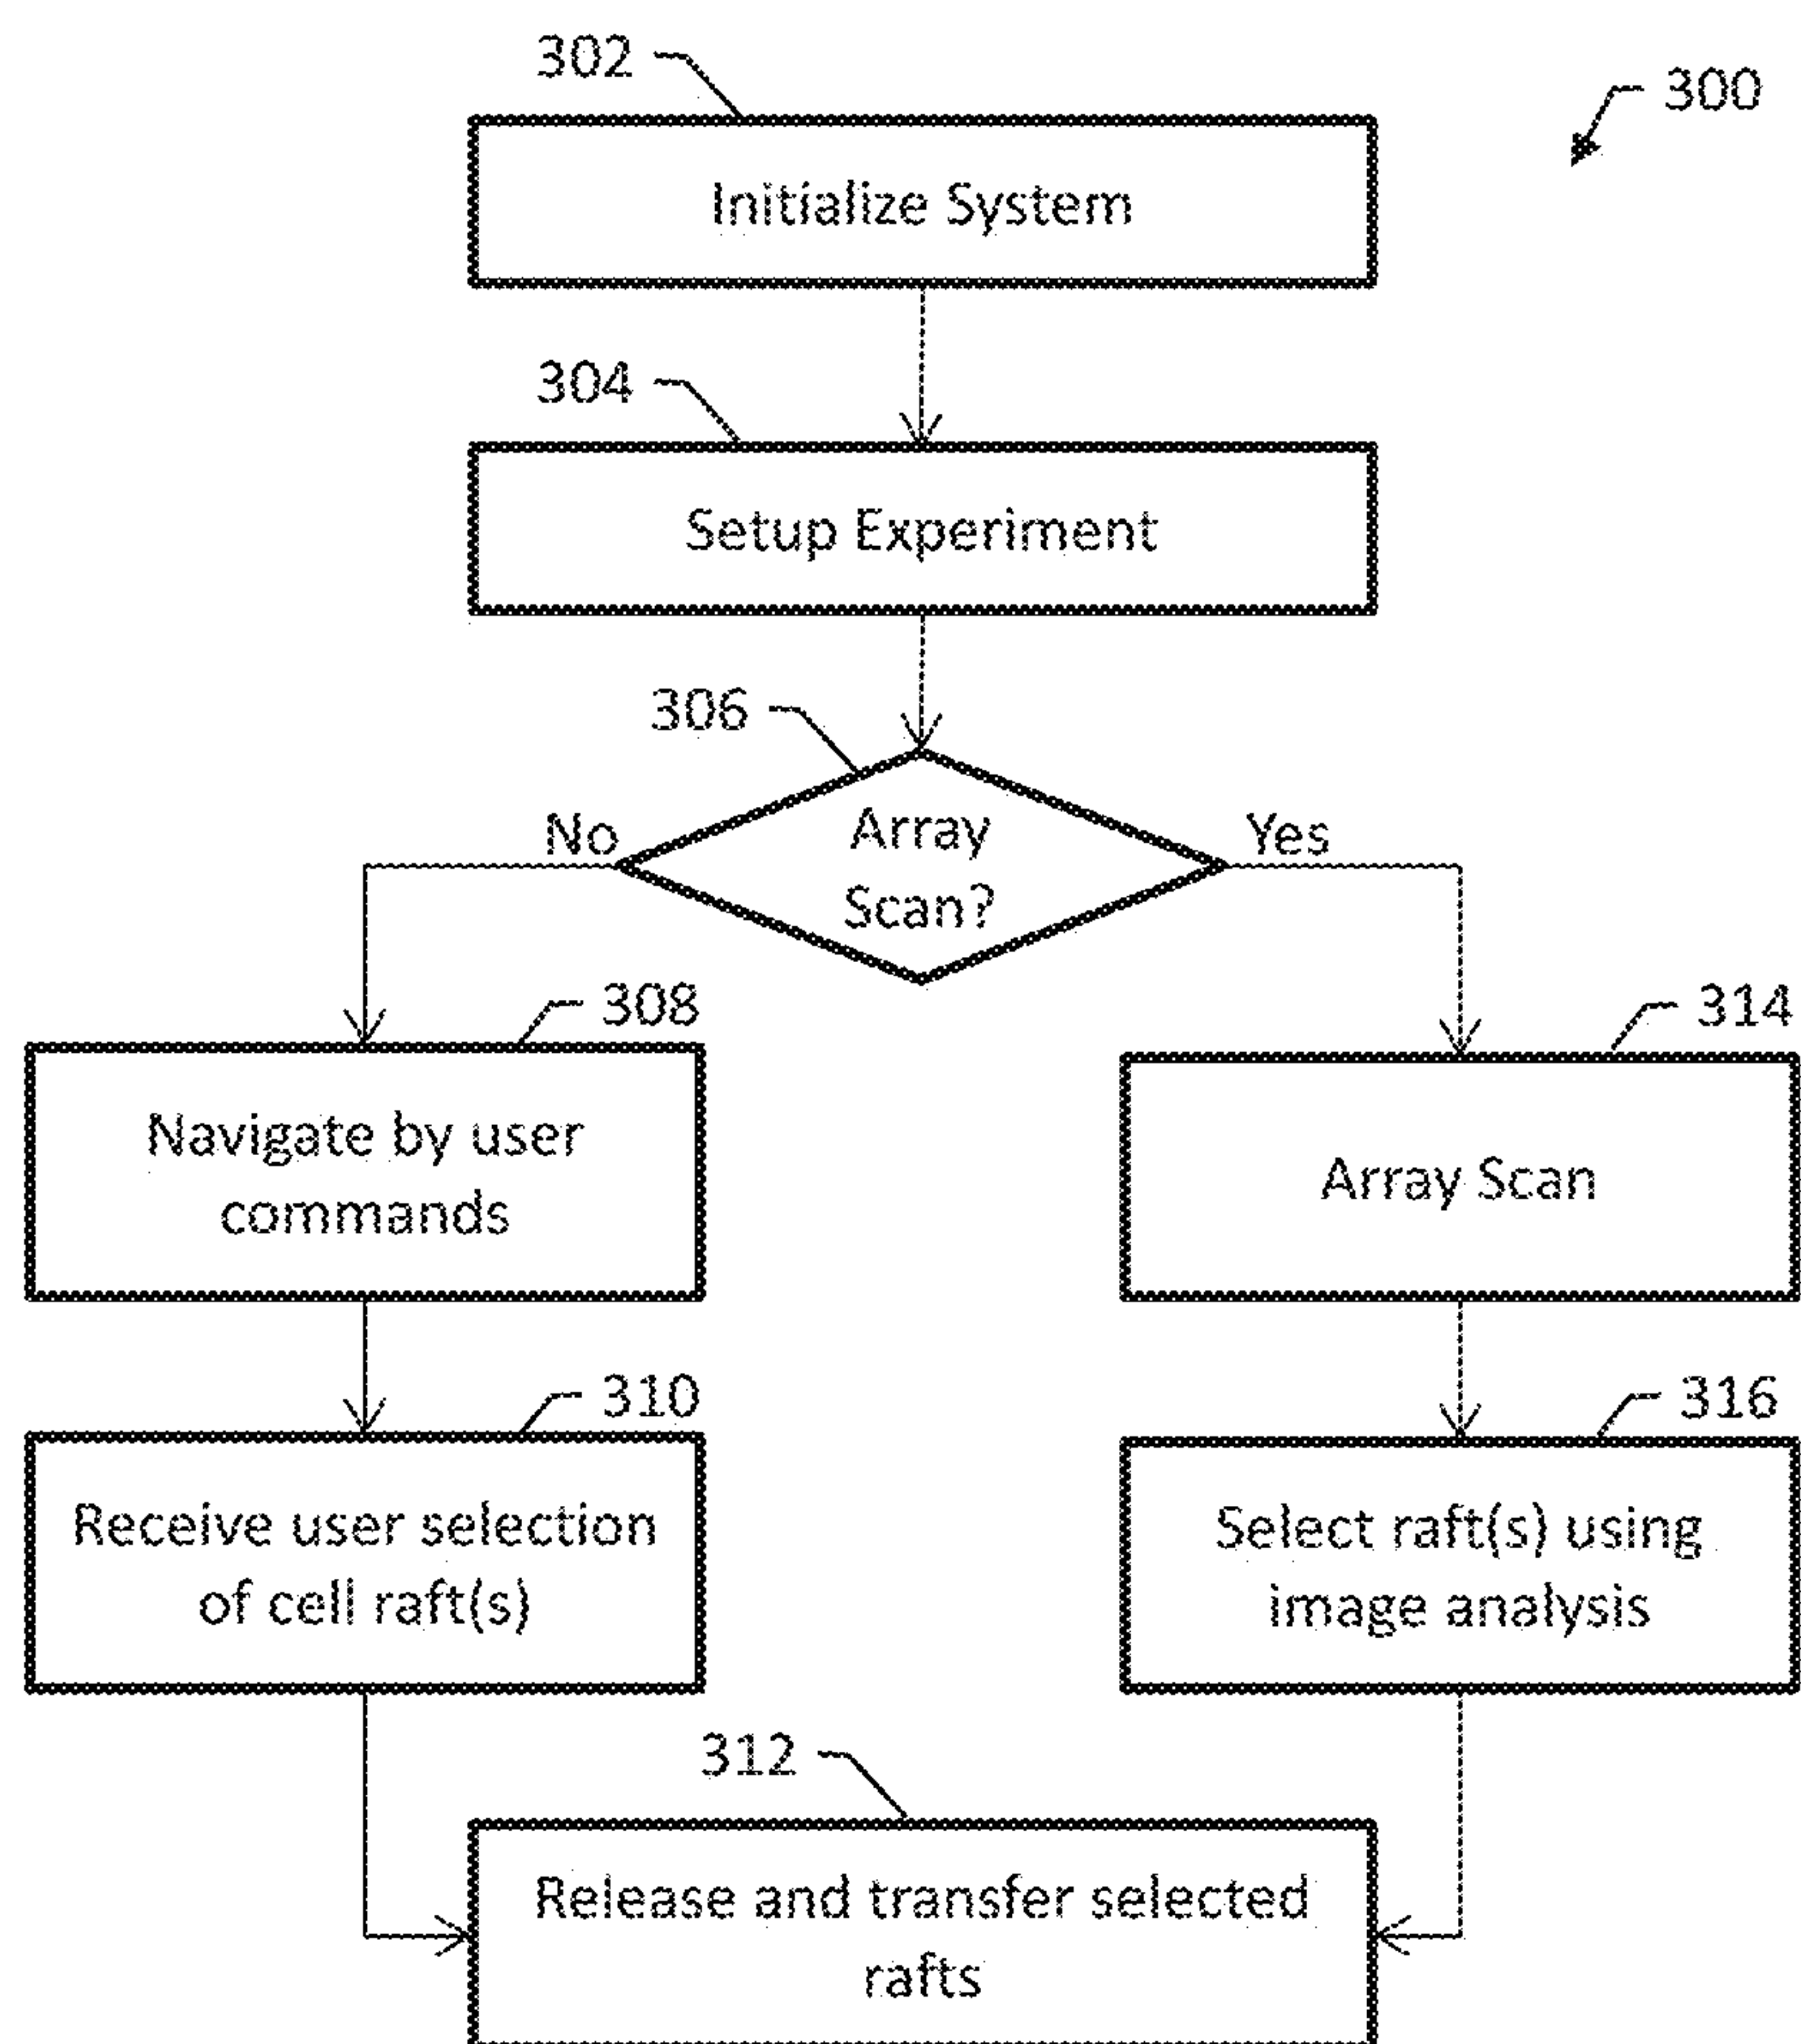 302
300
Initialize System
304
Setup Experiment
306
No
Array
Scan?
Yes
308
314
Navigate by user
commands
Array Scan
310
316
Receive user selection
of cell raft(s)
Select raft(s) using
image analysis
312
Release and transfer selected
rafts